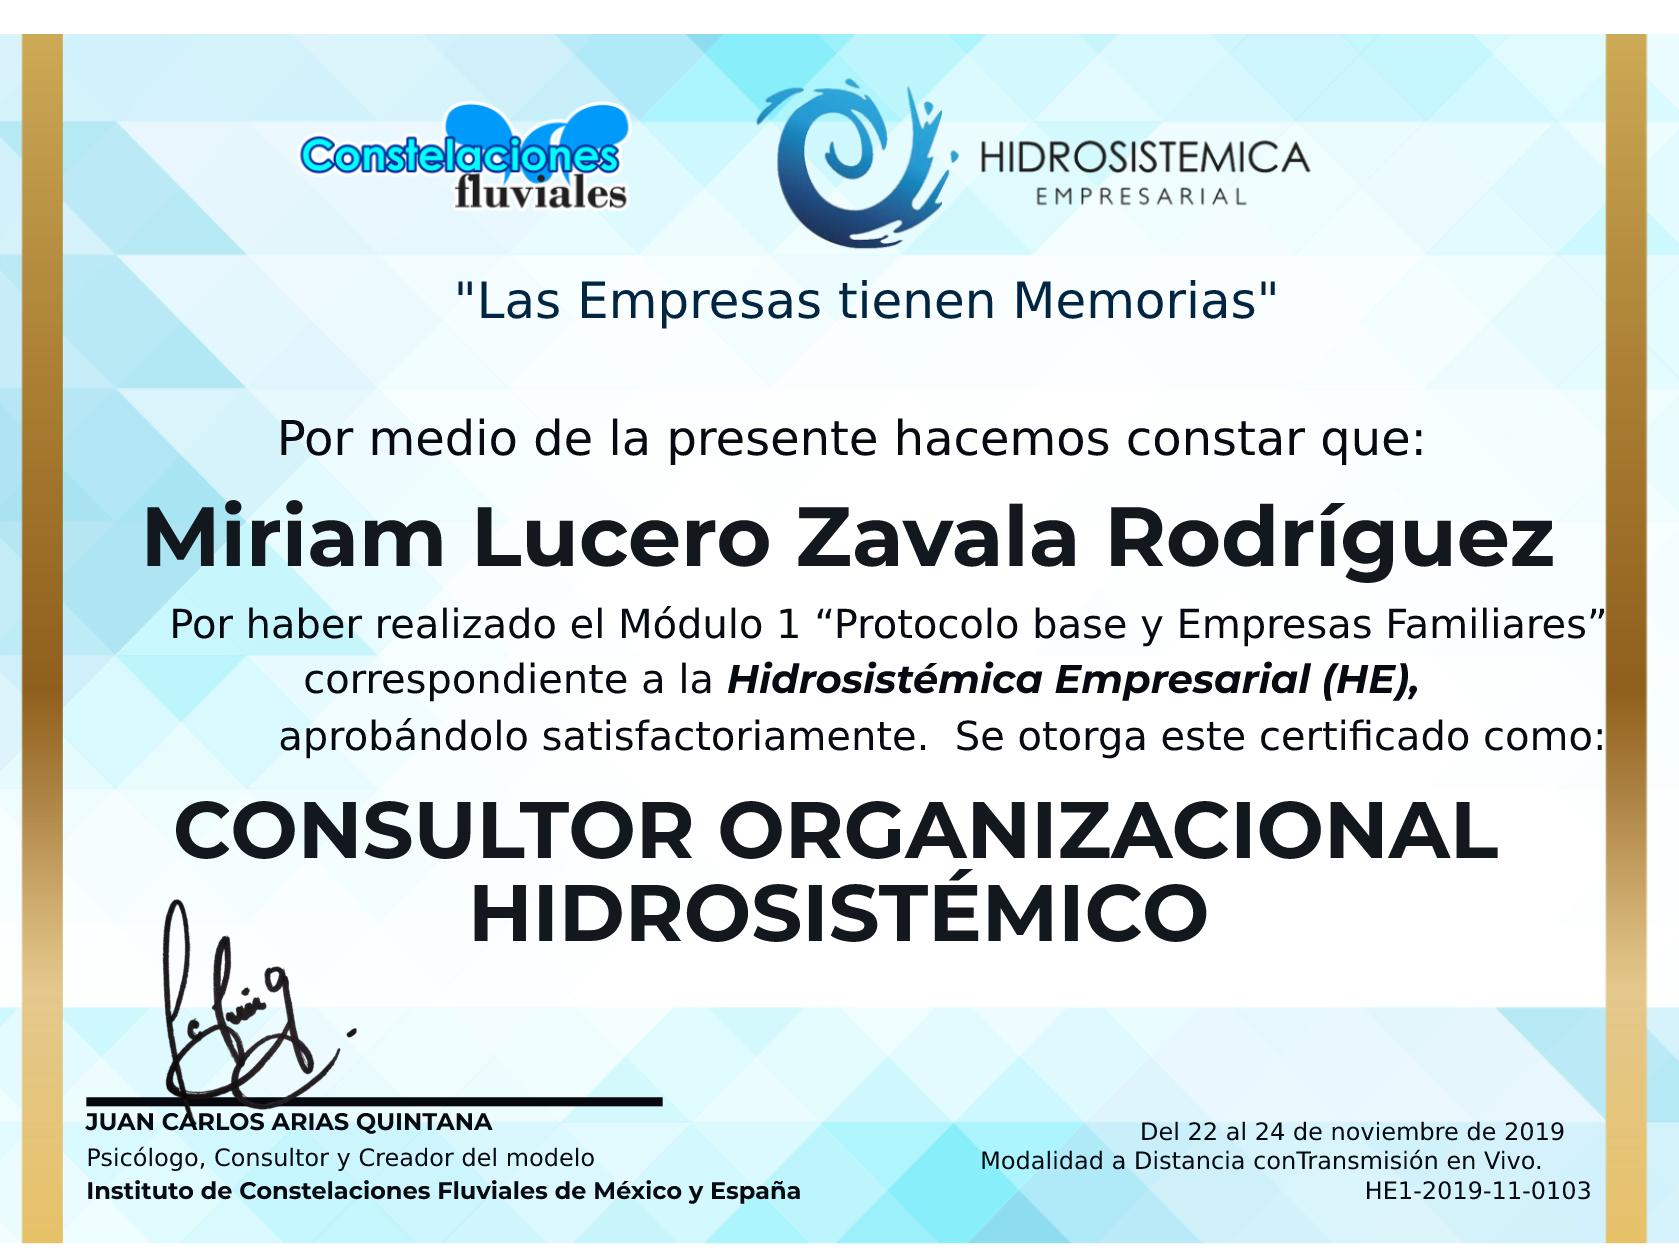 Constelaciones
fluviales
HIDROSISTEMICA
EMPRESARIAL
"Las Empresas tienen Memorias"
Por medio de la presente hacemos constar que:
Miriam Lucero Zavala Rodríguez
Por haber realizado el Módulo 1 “Protocolo base y Empresas Familiares”
correspondiente a la Hidrosistémica Empresarial (HE),
aprobándolo satisfactoriamente.  Se otorga este certificado como:
CONSULTOR ORGANIZACIONAL
HIDROSISTÉMICO
JUAN CARLOS ARIAS QUINTANA
Psicólogo, Consultor y Creador del modelo
Instituto de Constelaciones Fluviales de México y España
Del 22 al 24 de noviembre de 2019
Modalidad a Distancia conTransmisión en Vivo.
HE1-2019-11-0103